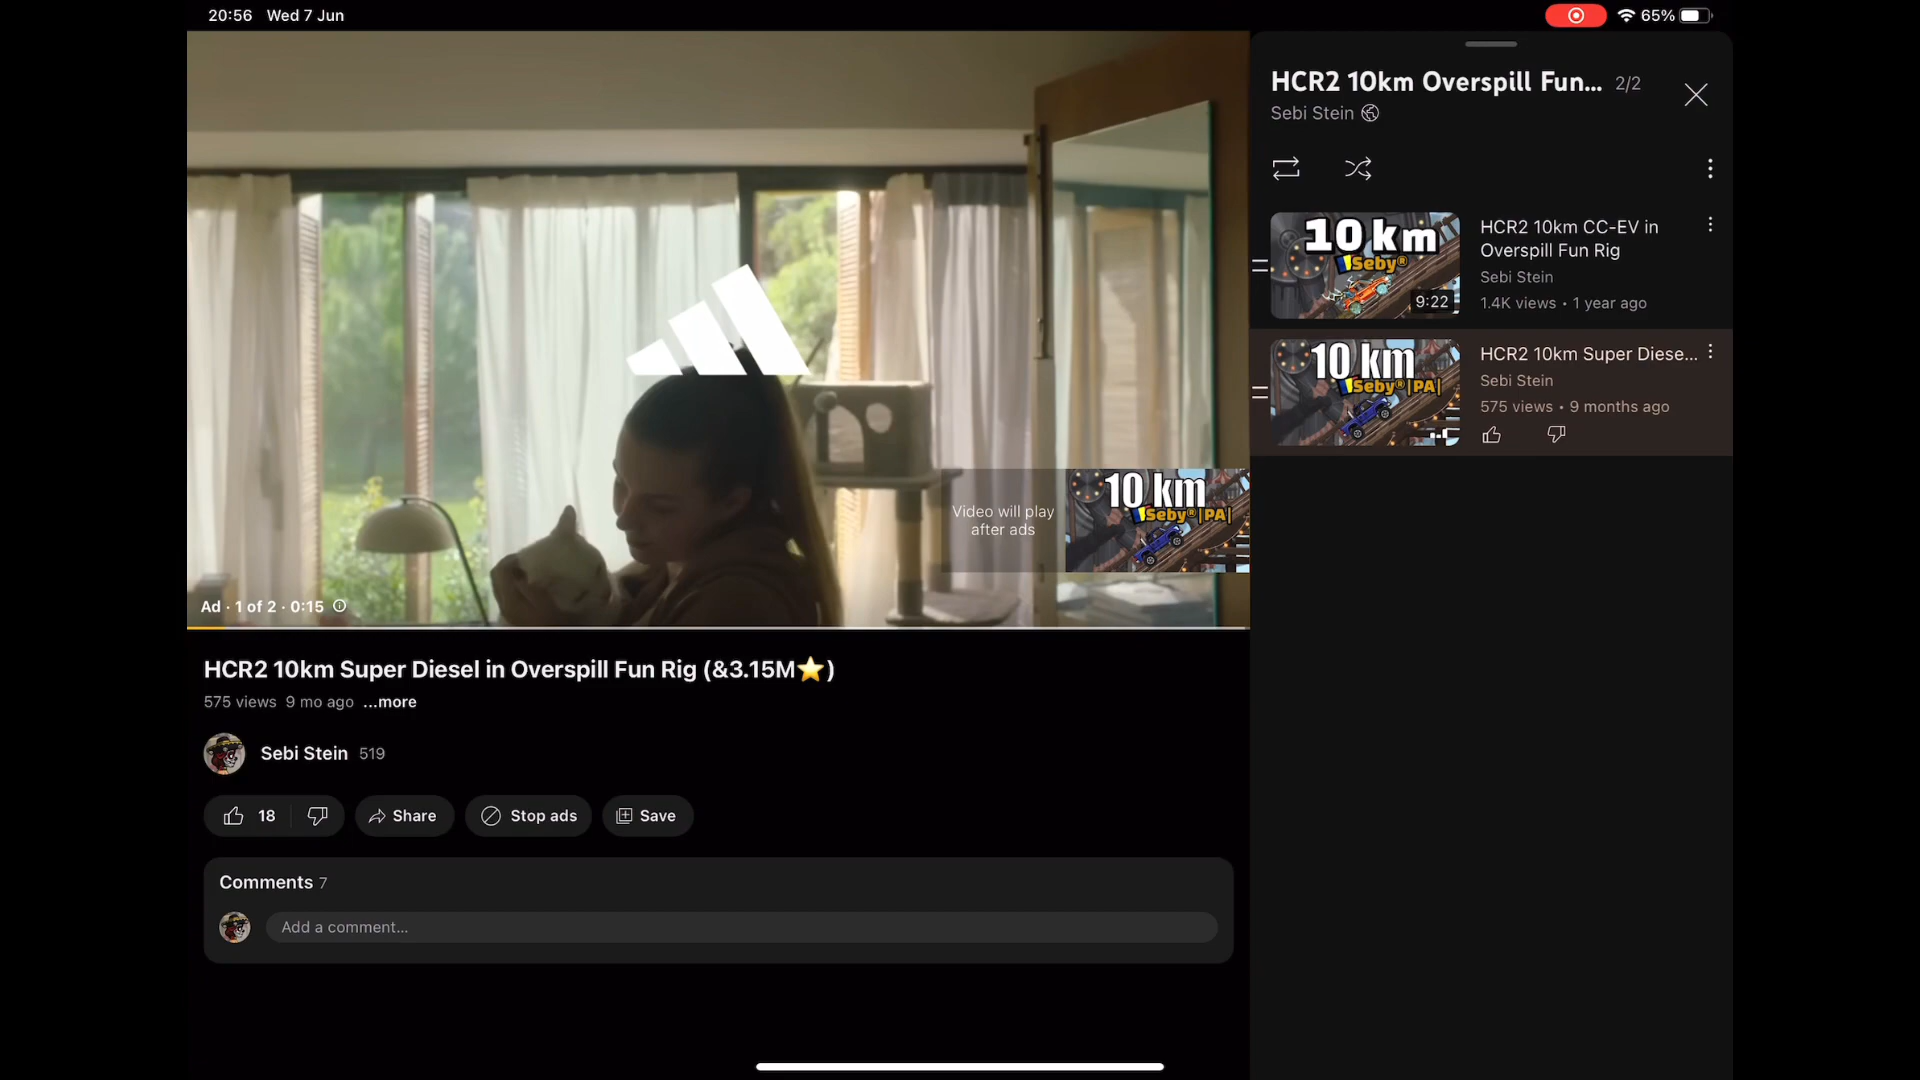 20:56 Wed 7 Jun
65%
Video will play
after ads
10 km
Seby®|PA|
Ad · 1 of 2 · 0:15
HCR2 10km Super Diesel in Overspill Fun Rig (&3.15M⭐)
575 views 9 mo ago ...more
Sebi Stein 519
18
Share
Stop ads
Save
Comments 7
Add a comment...
HCR2 10km Overspill Fun... 2/2
Sebi Stein
10 km
Seby®
9:22
HCR2 10km CC-EV in
Overspill Fun Rig
Sebi Stein
1.4K views • 1 year ago
10 km
Seby®|PA|
HCR2 10km Super Diese...
Sebi Stein
575 views • 9 months ago